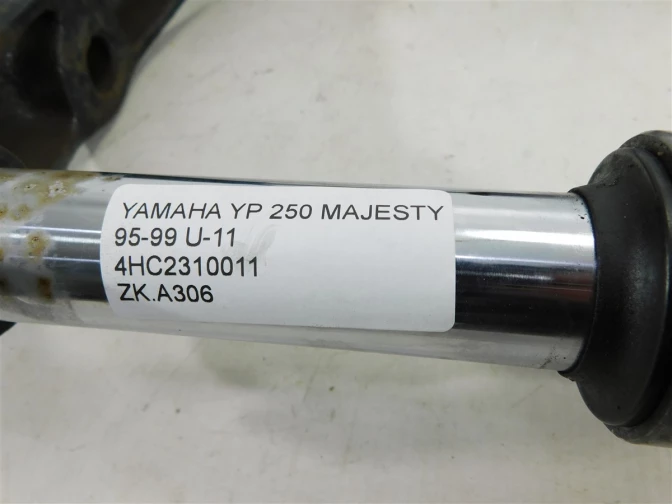 YAMAHA YP 250 MAJESTY
95-99 U-11
4HC2310011
ZK.A306